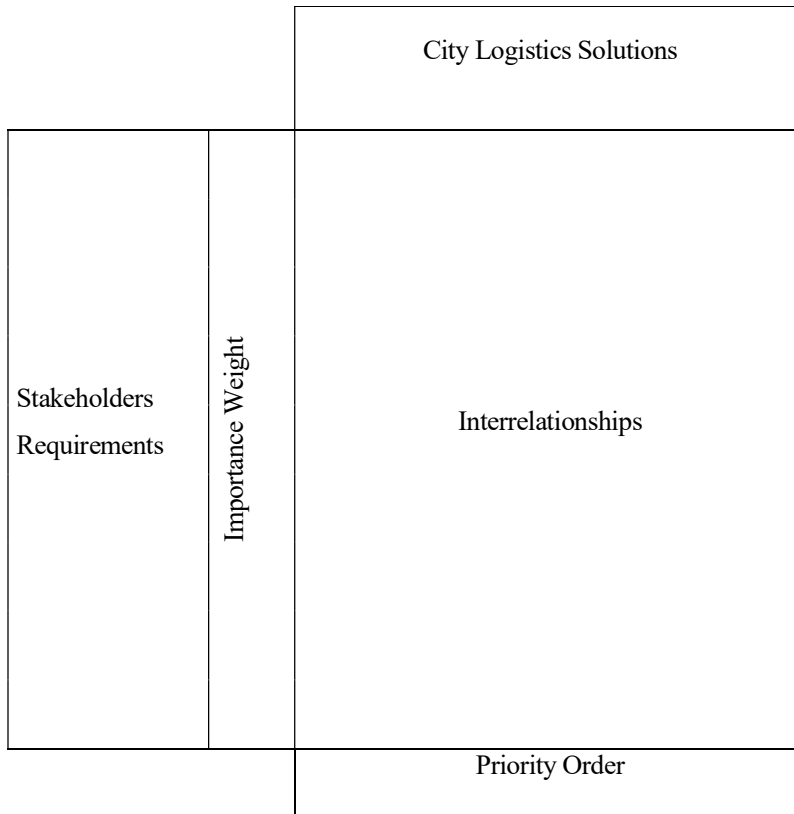 City Logistics Solutions
Stakeholders
Requirements
Importance Weight
Interrelationships
Priority Order